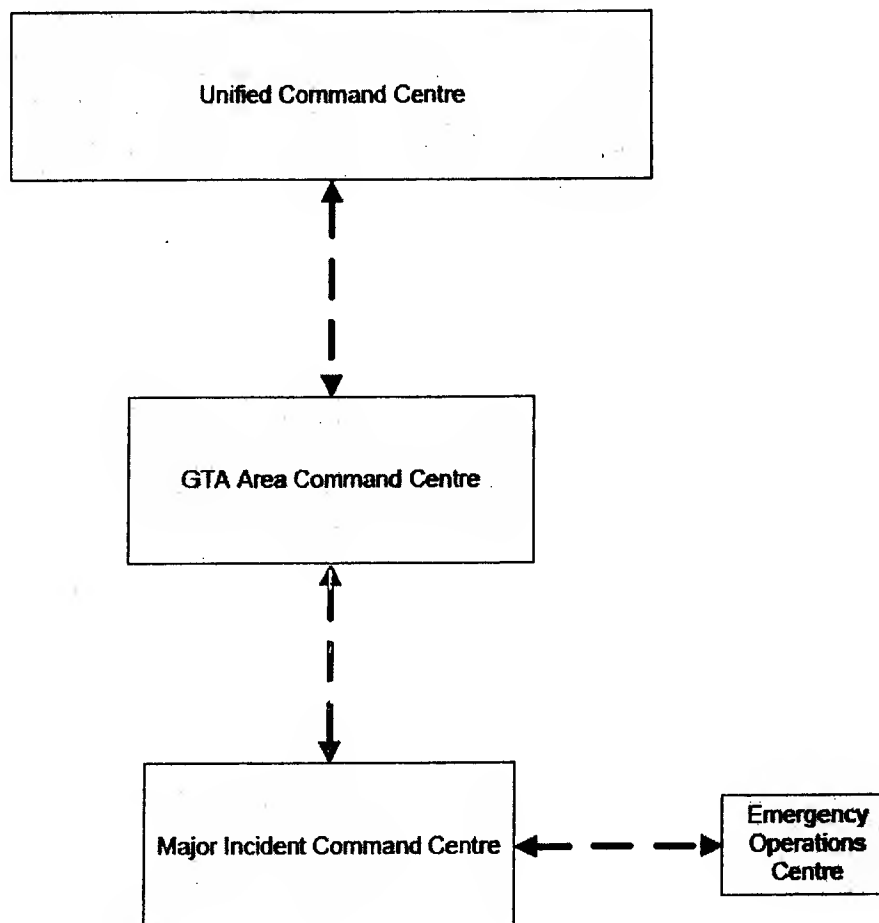 Unified Command Centre
GTA Area Command Centre
Major Incident Command Centre
Emergency
Operations
Centre